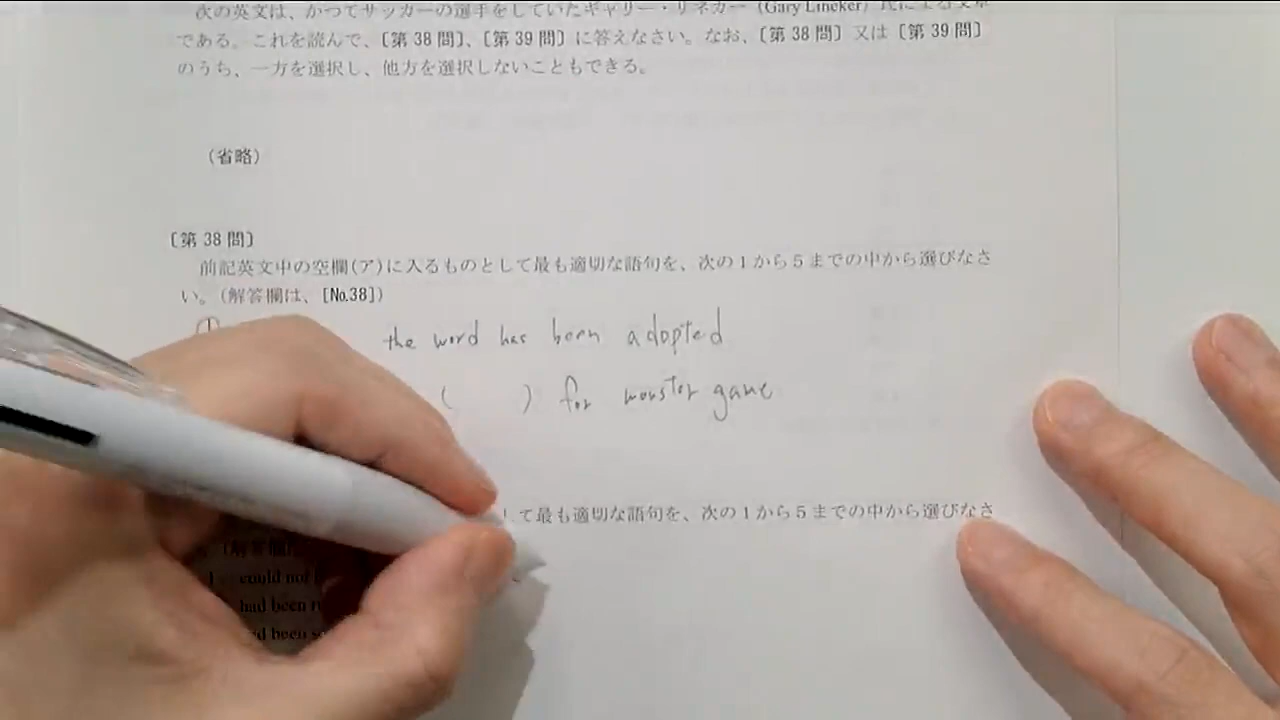 次の英文は、かつてサッカーの選手をしていたギャリー・リネカー（Gary Lineker）氏による文章
である。これを読んで、〔第 38 問〕、〔第 39 問〕に答えなさい。なお、〔第 38 問〕又は〔第 39 問〕
のうち、一方を選択し、他方を選択しないこともできる。
（省略）
〔第 38 問〕
前記英文中の空欄(ア)に入るものとして最も適切な語句を、次の１から５までの中から選びなさ
い。（解答欄は、[No.38]）
①
the word has been adopted
( ) for monster game
して最も適切な語句を、次の１から５までの中から選びなさ
（解答欄
1 could not
had been
been